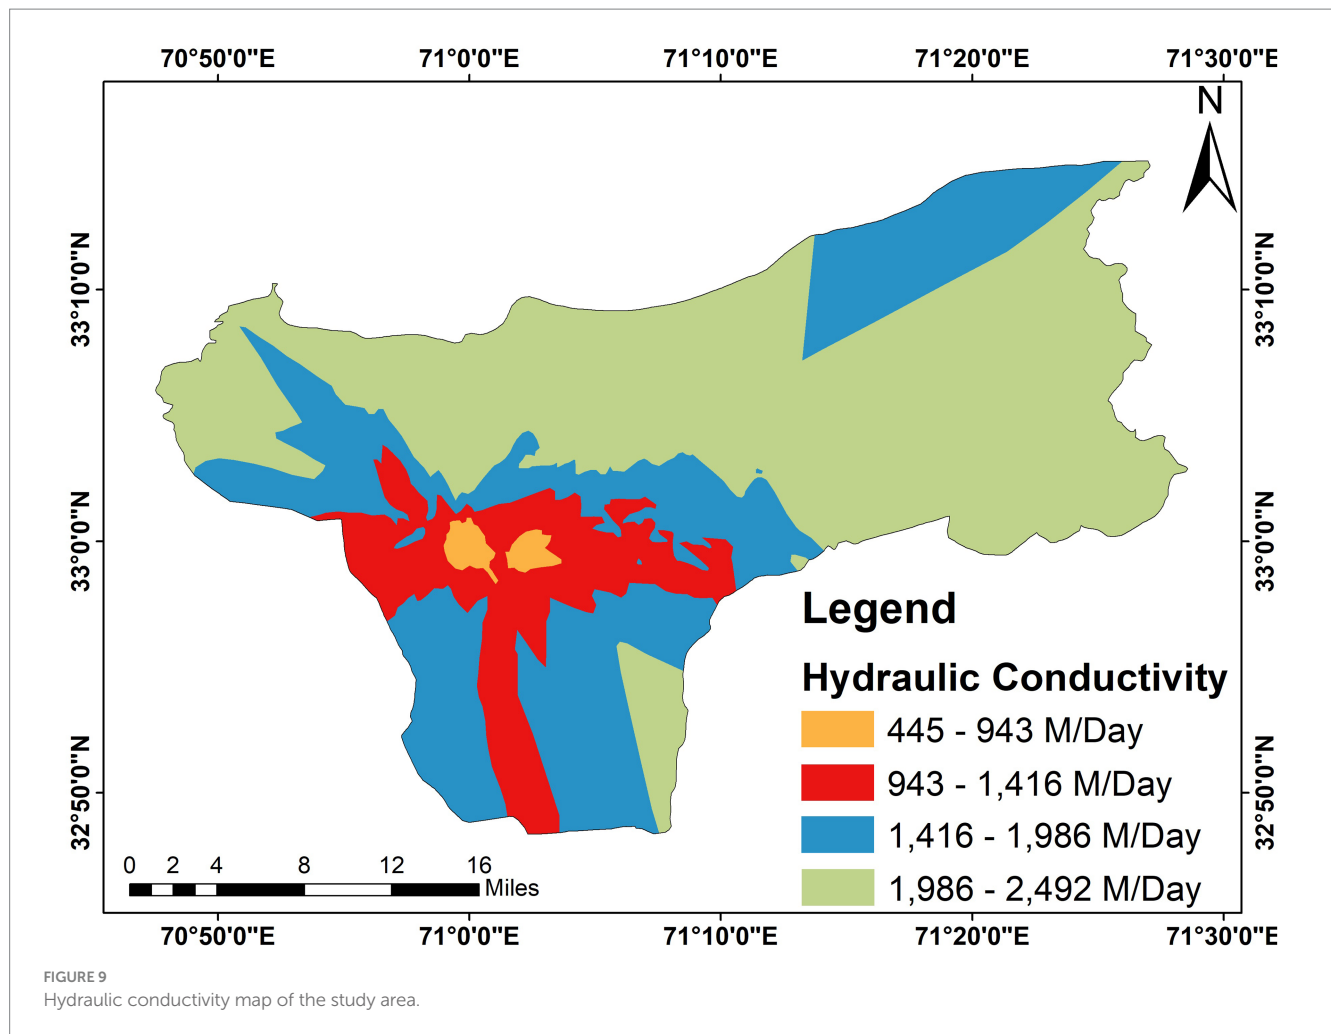 70°50'0"E 71°0'0"E 71°10'0"E 71°20'0"E 71°30'0"E
N
33°10'0"N 33°10'0"N
33°0'0"N 33°0'0"N
Legend
Hydraulic Conductivity
445 - 943 M/Day
943 - 1,416 M/Day
1,416 - 1,986 M/Day
1,986 - 2,492 M/Day
32°50'0"N 32°50'0"N
0 2 4 8 12 16
Miles
70°50'0"E 71°0'0"E 71°10'0"E 71°20'0"E 71°30'0"E
FIGURE 9
Hydraulic conductivity map of the study area.